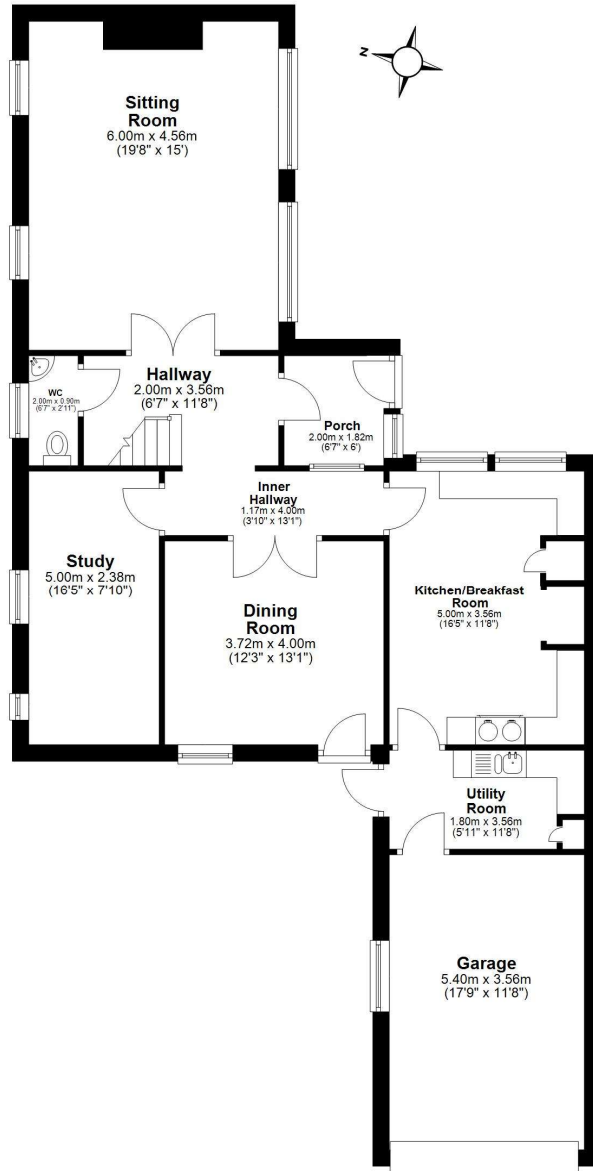 Z
Sitting
Room
6.00m x 4.56m
(19'8" x 15')
Hallway
2.00m x 3.56m
(6'7" x 11'8")
WC
2.00m x 0.90m
(6'7" x 2'11")
Porch
2.00m x 1.82m
(6'7" x 6')
Inner
Hallway
1.17m x 4.00m
(3'10" x 13'1")
Study
5.00m x 2.38m
(16'5" x 7'10")
Dining
Room
3.72m x 4.00m
(12'3" x 13'1")
Kitchen/Breakfast
Room
5.00m x 3.56m
(16'5" x 11'8")
Utility
Room
1.80m x 3.56m
(5'11" x 11'8")
Garage
5.40m x 3.56m
(17'9" x 11'8")